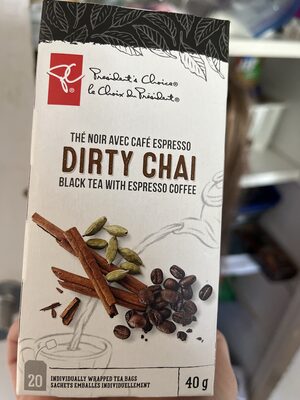 PC®
President's Choice®
le Choix du Président®
THÉ NOIR AVEC CAFÉ ESPRESSO
DIRTY CHAI
BLACK TEA WITH ESPRESSO COFFEE
20
INDIVIDUALLY WRAPPED TEA BAGS
SACHETS EMBALLÉS INDIVIDUELLEMENT
40 g